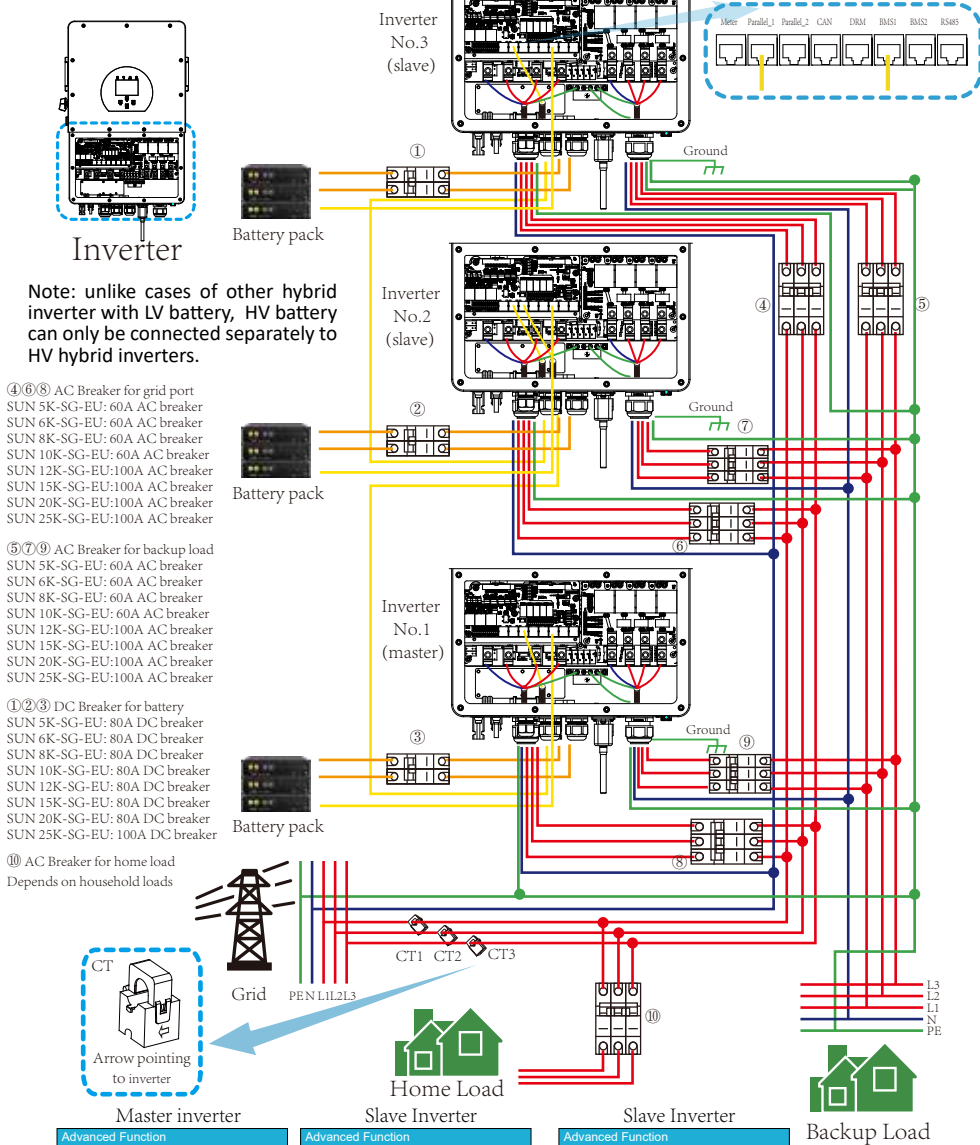 Inverter
No.3
(slave)
Meter Parallel_1 Parallel_2 CAN DRM BMS1 BMS2 RS485
①
Ground
Battery pack
Inverter
Note: unlike cases of other hybrid
inverter with LV battery, HV battery
can only be connected separately to
HV hybrid inverters.
Inverter
No.2
(slave)
④
⑤
②
Ground
⑦
Battery pack
⑥
④⑥⑧ AC Breaker for grid port
SUN 5K-SG-EU: 60A AC breaker
SUN 6K-SG-EU: 60A AC breaker
SUN 8K-SG-EU: 60A AC breaker
SUN 10K-SG-EU: 60A AC breaker
SUN 12K-SG-EU:100A AC breaker
SUN 15K-SG-EU:100A AC breaker
SUN 20K-SG-EU:100A AC breaker
SUN 25K-SG-EU:100A AC breaker
⑤⑦⑨ AC Breaker for backup load
SUN 5K-SG-EU: 60A AC breaker
SUN 6K-SG-EU: 60A AC breaker
SUN 8K-SG-EU: 60A AC breaker
SUN 10K-SG-EU: 60A AC breaker
SUN 12K-SG-EU:100A AC breaker
SUN 15K-SG-EU:100A AC breaker
SUN 20K-SG-EU:100A AC breaker
SUN 25K-SG-EU:100A AC breaker
Inverter
No.1
(master)
①②③ DC Breaker for battery
SUN 5K-SG-EU: 80A DC breaker
SUN 6K-SG-EU: 80A DC breaker
SUN 8K-SG-EU: 80A DC breaker
SUN 10K-SG-EU: 80A DC breaker
SUN 12K-SG-EU: 80A DC breaker
SUN 15K-SG-EU: 80A DC breaker
SUN 20K-SG-EU: 80A DC breaker
SUN 25K-SG-EU: 100A DC breaker
③
Ground
⑨
Battery pack
⑧
⑩ AC Breaker for home load
Depends on household loads
CT1 CT2 CT3
CT
Arrow pointing
to inverter
Grid
PE N L1 L2 L3
⑩
Home Load
L3
L2
L1
N
PE
Backup Load
Master inverter
Slave Inverter
Slave Inverter
Advanced Function
Advanced Function
Advanced Function